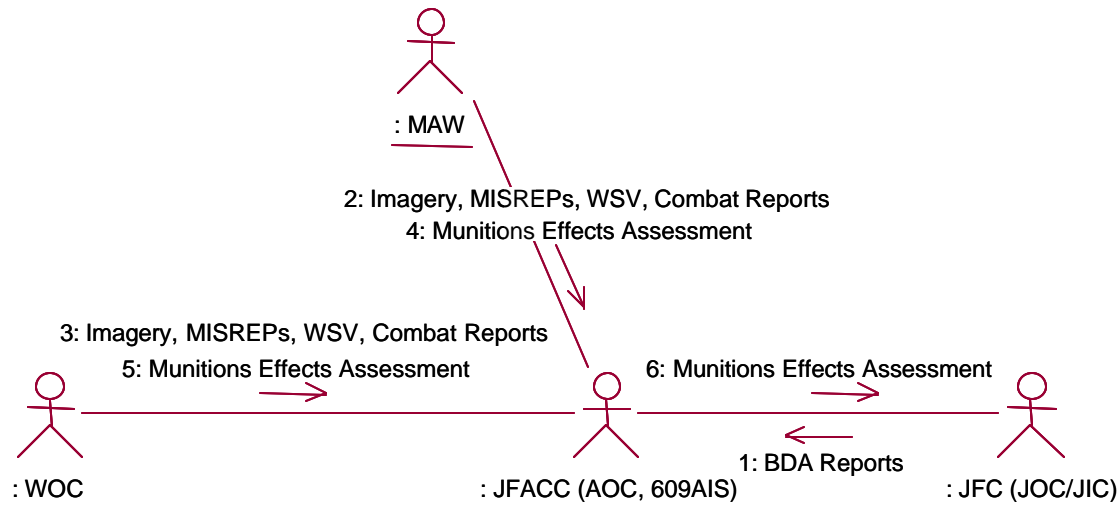 : MAW
2: Imagery, MISREPs, WSV, Combat Reports
4: Munitions Effects Assessment
3: Imagery, MISREPs, WSV, Combat Reports
5: Munitions Effects Assessment
6: Munitions Effects Assessment
1: BDA Reports
: WOC
: JFACC (AOC, 609AIS)
: JFC (JOC/JIC)